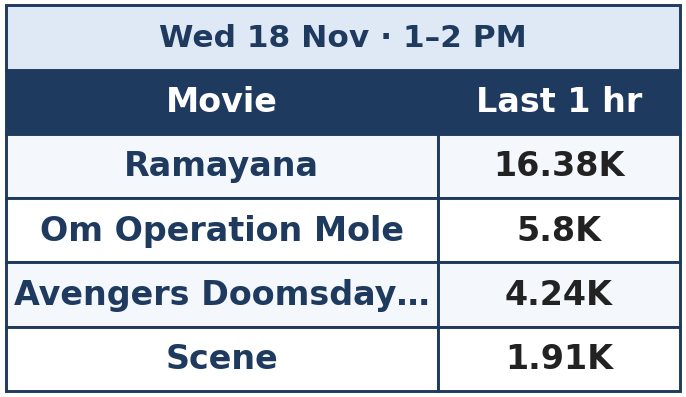 Wed 18 Nov · 1–2 PM
Movie Last 1 hr
Ramayana 16.38K
Om Operation Mole 5.8K
Avengers Doomsday... 4.24K
Scene 1.91K